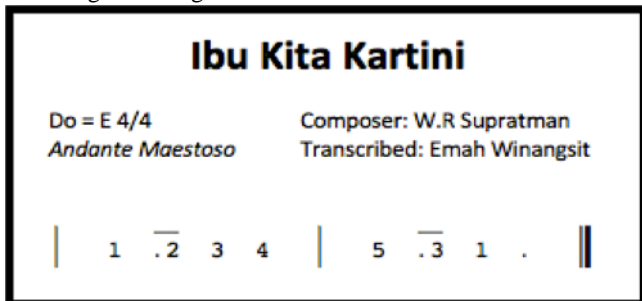 Ibu Kita Kartini
Do = E 4/4 Composer: W.R Supratman
Andante Maestoso Transcribed: Emah Winangsit
| 1 .2 3 4 | 5 .3 1 . ||